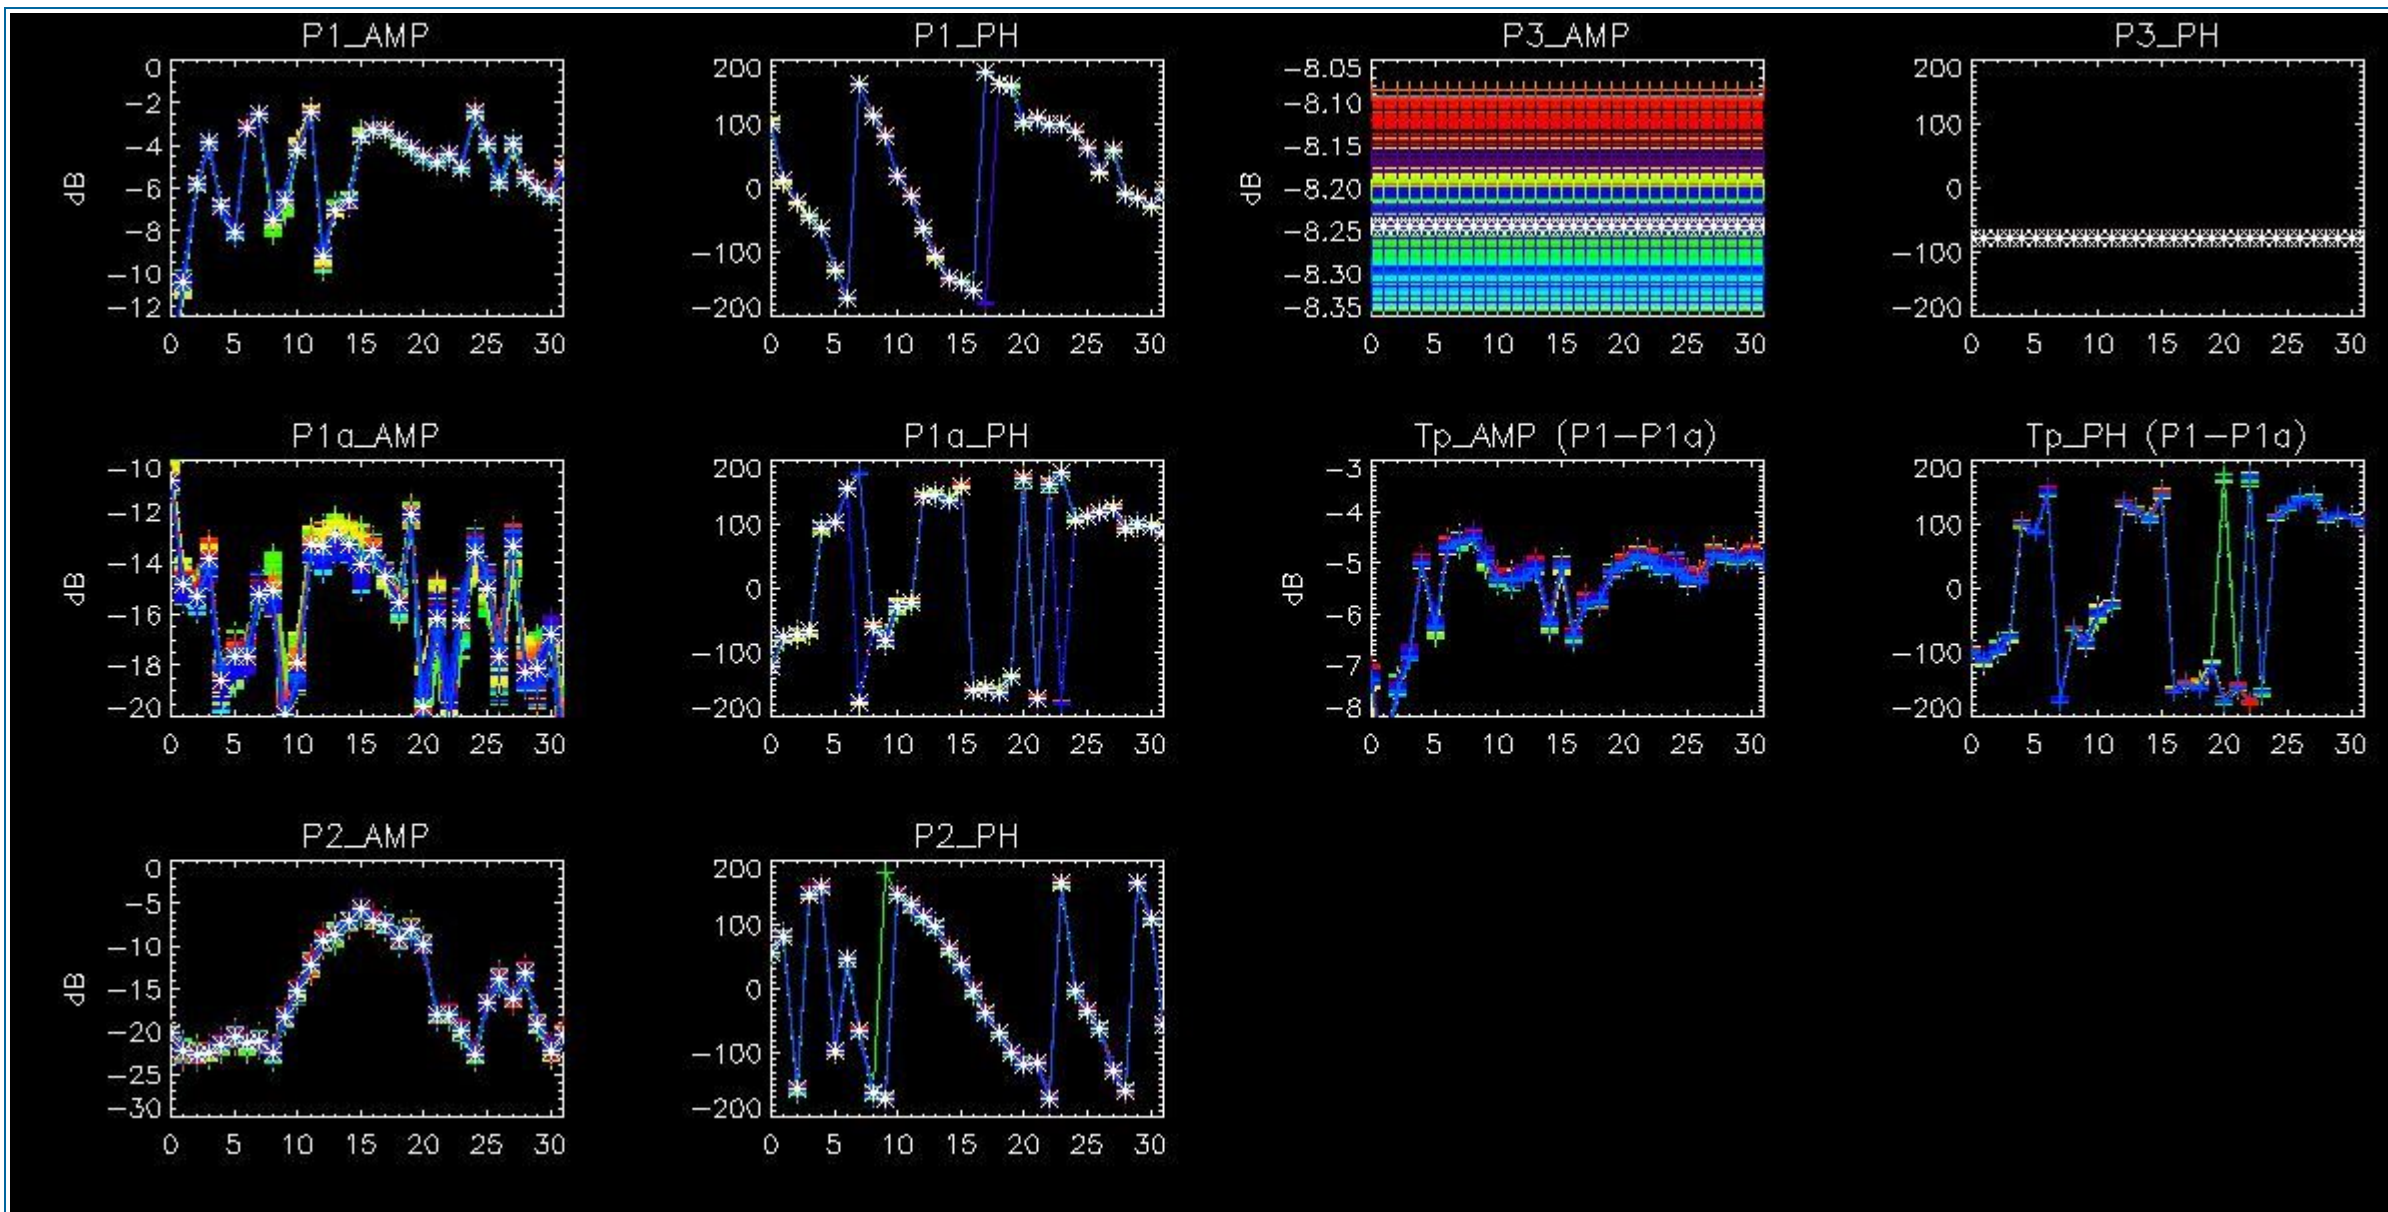 P1_AMP
0
−2
−4
−6
−8
−10
−12
dB
0 5 10 15 20 25 30
P1_PH
200
100
0
−100
−200
0 5 10 15 20 25 30
P3_AMP
−8.05
−8.10
−8.15
−8.20
−8.25
−8.30
−8.35
dB
0 5 10 15 20 25 30
P3_PH
200
100
0
−100
−200
0 5 10 15 20 25 30
P1a_AMP
−10
−12
−14
−16
−18
−20
dB
0 5 10 15 20 25 30
P1a_PH
200
100
0
−100
−200
0 5 10 15 20 25 30
Tp_AMP (P1−P1a)
−3
−4
−5
−6
−7
−8
dB
0 5 10 15 20 25 30
Tp_PH (P1−P1a)
200
100
0
−100
−200
0 5 10 15 20 25 30
P2_AMP
0
−5
−10
−15
−20
−25
−30
dB
0 5 10 15 20 25 30
P2_PH
200
100
0
−100
−200
0 5 10 15 20 25 30